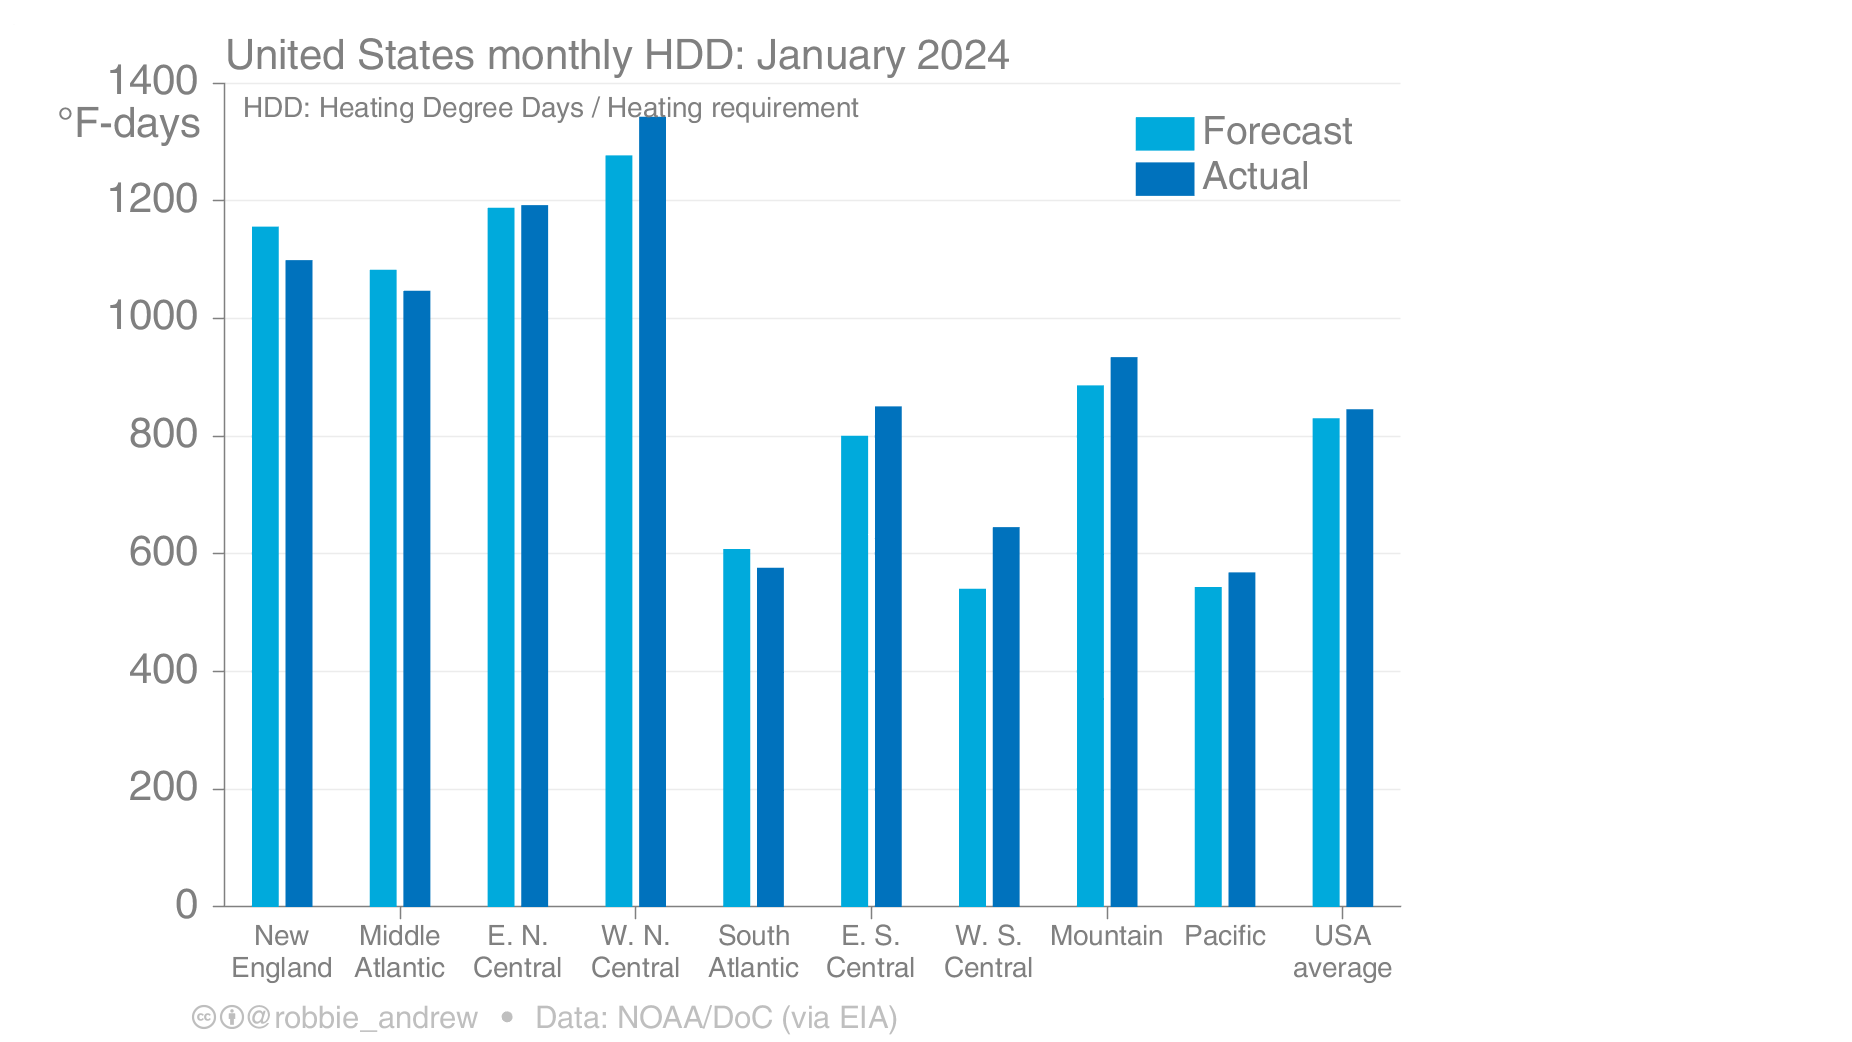 United States monthly HDD: January 2024
1400
°F-days
HDD: Heating Degree Days / Heating requirement
Forecast
Actual
1200
1000
800
600
400
200
0
New England
Middle Atlantic
E. N. Central
W. N. Central
South Atlantic
E. S. Central
W. S. Central
Mountain
Pacific
USA average
@robbie_andrew • Data: NOAA/DoC (via EIA)